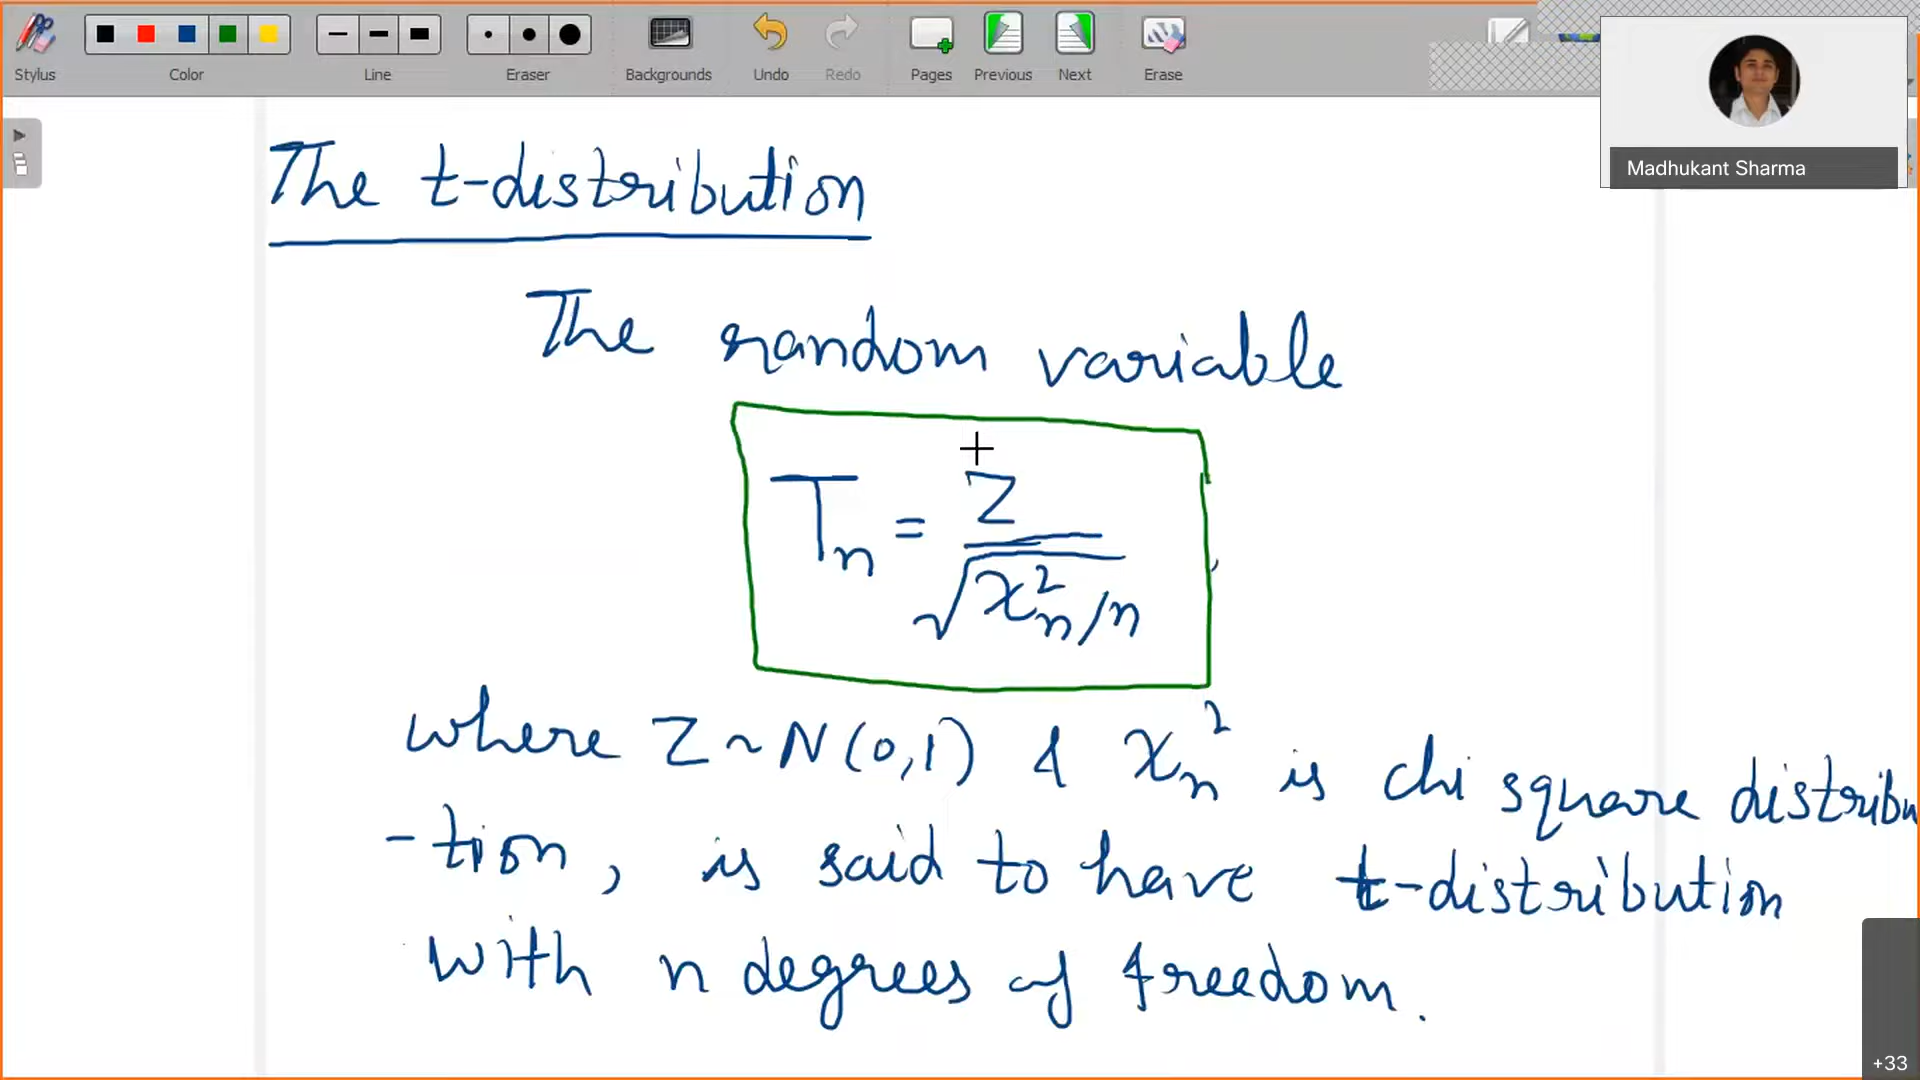 Stylus
Color
Line
Eraser
Backgrounds
Undo
Redo
Pages
Previous
Next
Erase
Madhukant Sharma
The t-distribution
The random variable
Tn = Z / √(χ²n/n) ,
where Z ~ N(0,1) & χn² is chi square distribu
-tion, is said to have t-distribution
with n degrees of freedom.
+33